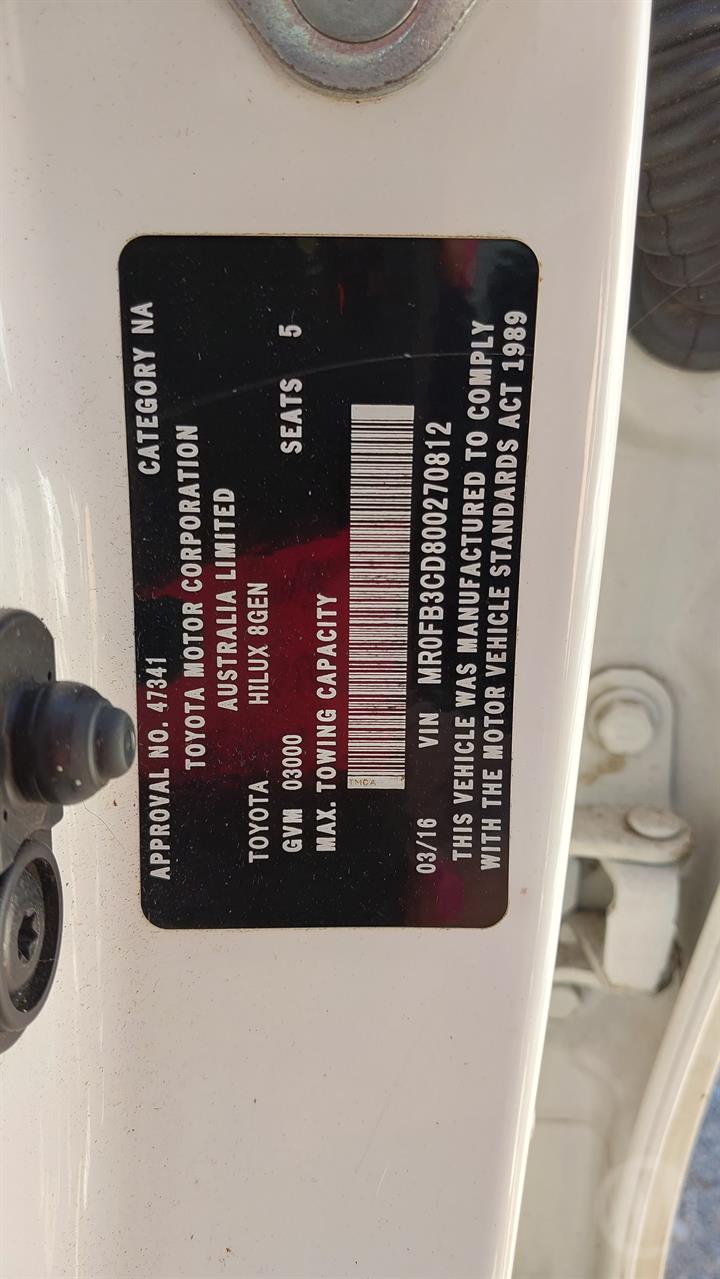 APPROVAL NO. 47341 CATEGORY NA
TOYOTA MOTOR CORPORATION
AUSTRALIA LIMITED
TOYOTA HILUX 8GEN
GVM 03000 SEATS 5
MAX. TOWING CAPACITY
TMCA
03/16 VIN MR0FB3CD800270812
THIS VEHICLE WAS MANUFACTURED TO COMPLY
WITH THE MOTOR VEHICLE STANDARDS ACT 1989